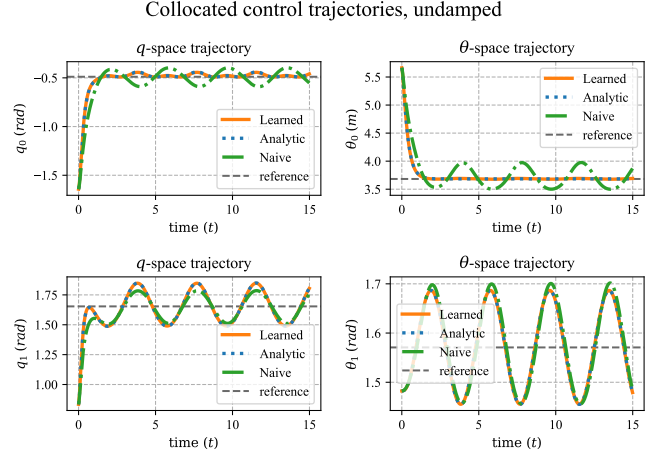 Collocated control trajectories, undamped
q-space trajectory
−0.5
−1.0
−1.5
q₀ (rad)
Learned
Analytic
Naive
reference
0
5
10
15
time (t)
θ-space trajectory
5.5
5.0
4.5
4.0
3.5
θ₀ (m)
Learned
Analytic
Naive
reference
0
5
10
15
time (t)
q-space trajectory
1.75
1.50
1.25
1.00
q₁ (rad)
Learned
Analytic
Naive
reference
0
5
10
15
time (t)
θ-space trajectory
1.7
1.6
1.5
θ₁ (m)
Learned
Analytic
Naive
reference
0
5
10
15
time (t)